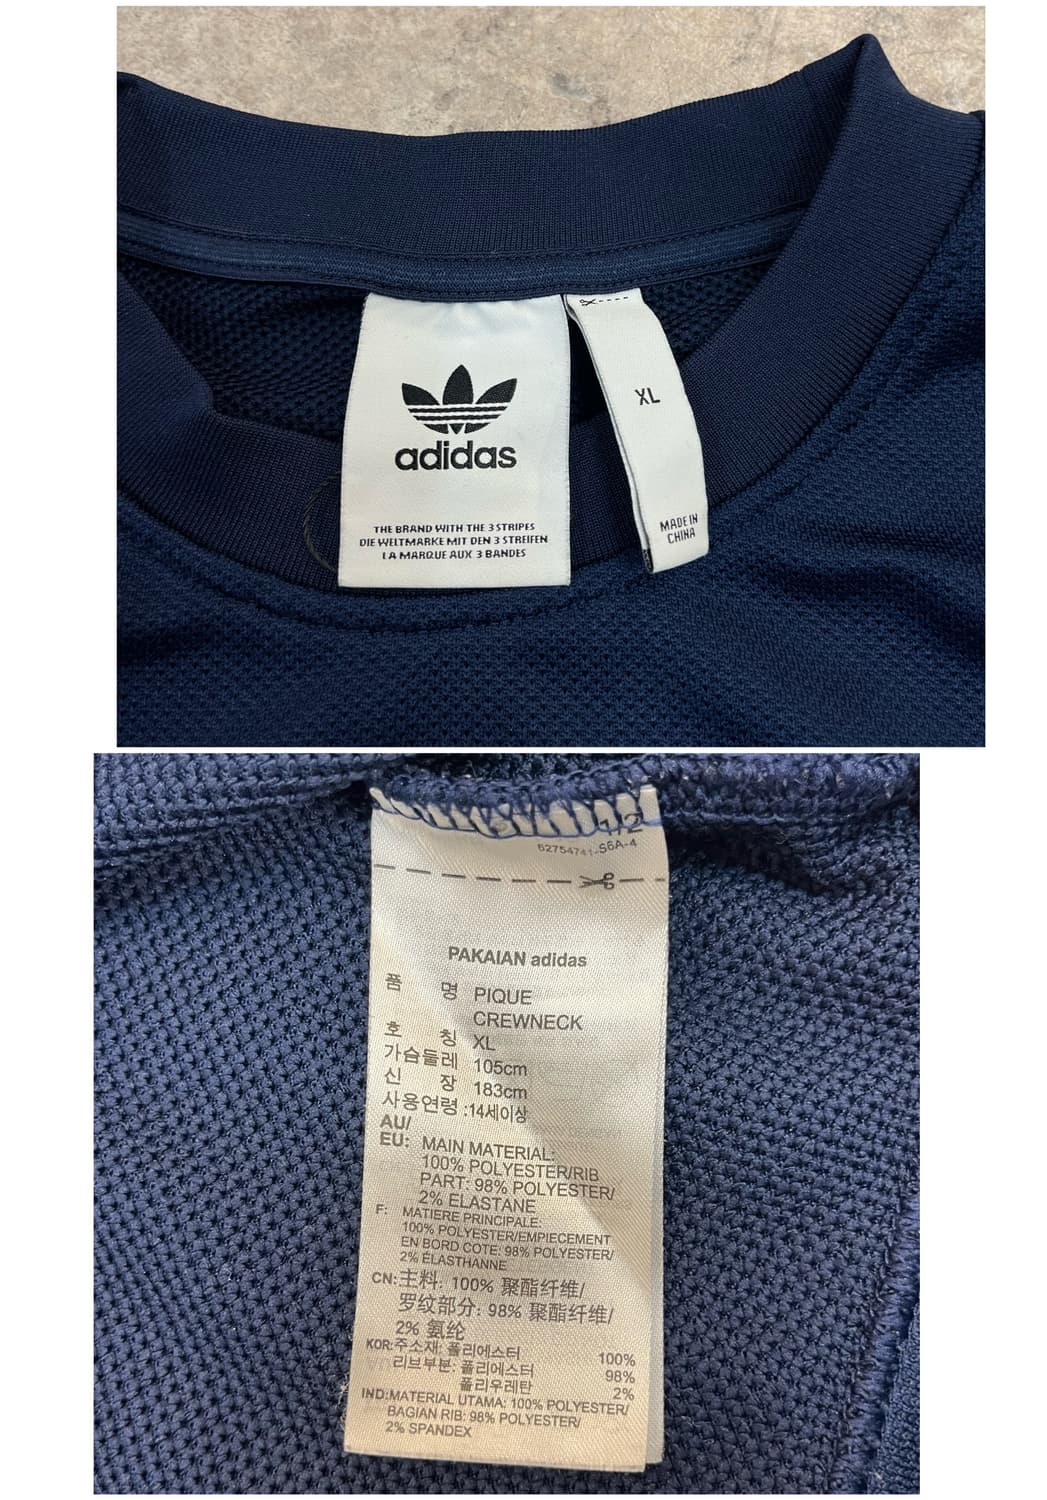 adidas
THE BRAND WITH THE 3 STRIPES
DIE WELTMARKE MIT DEN 3 STREIFEN
LA MARQUE AUX 3 BANDES
XL
MADE IN
CHINA
1/2
62754741-S6A-4
PAKAIAN adidas
품 명 PIQUE
CREWNECK
호 칭 XL
가슴둘레 105cm
신 장 183cm
사용연령 :14세이상
AU/
EU: MAIN MATERIAL:
100% POLYESTER/RIB
PART: 98% POLYESTER/
2% ELASTANE
F: MATIERE PRINCIPALE:
100% POLYESTER/EMPIECEMENT
EN BORD COTE: 98% POLYESTER/
2% ÉLASTHANNE
CN:主料: 100% 聚酯纤维/
罗纹部分: 98% 聚酯纤维/
2% 氨纶
KOR:주소재: 폴리에스터 100%
리브부분: 폴리에스터 98%
폴리우레탄 2%
IND:MATERIAL UTAMA: 100% POLYESTER/
BAGIAN RIB: 98% POLYESTER/
2% SPANDEX